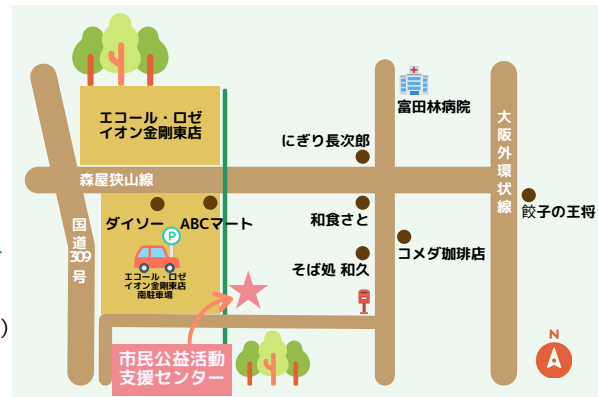 エコール・ロゼ
イオン金剛東店
富田林病院
にぎり長次郎
大阪外環状線
森屋狭山線
ダイソー
ABCマート
和食さと
餃子の王将
国道309号
P
コメダ珈琲店
そば処 和久
エコール・ロゼ
イオン金剛東店
南駐車場
)
市民公益活動
支援センター
N